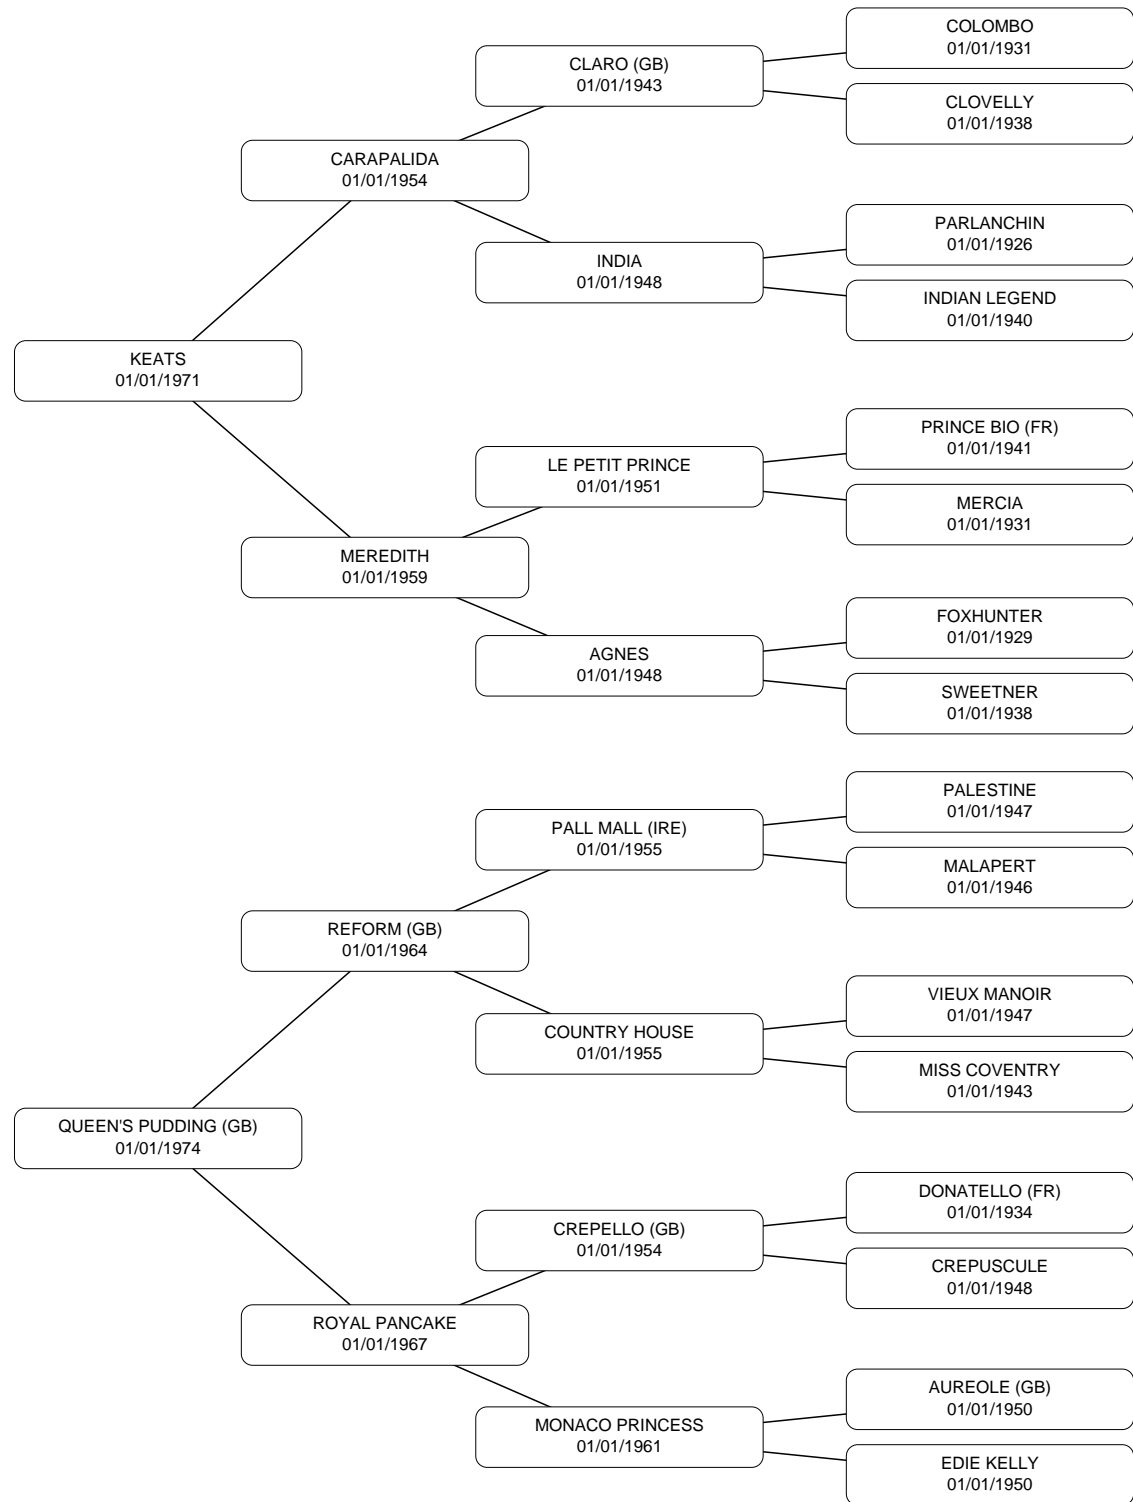 COLOMBO
01/01/1931
CLARO (GB)
01/01/1943
CLOVELLY
01/01/1938
CARAPALIDA
01/01/1954
PARLANCHIN
01/01/1926
INDIA
01/01/1948
INDIAN LEGEND
01/01/1940
KEATS
01/01/1971
PRINCE BIO (FR)
01/01/1941
LE PETIT PRINCE
01/01/1951
MERCIA
01/01/1931
MEREDITH
01/01/1959
FOXHUNTER
01/01/1929
AGNES
01/01/1948
SWEETNER
01/01/1938
PALESTINE
01/01/1947
PALL MALL (IRE)
01/01/1955
MALAPERT
01/01/1946
REFORM (GB)
01/01/1964
VIEUX MANOIR
01/01/1947
COUNTRY HOUSE
01/01/1955
MISS COVENTRY
01/01/1943
QUEEN'S PUDDING (GB)
01/01/1974
DONATELLO (FR)
01/01/1934
CREPELLO (GB)
01/01/1954
CREPUSCULE
01/01/1948
ROYAL PANCAKE
01/01/1967
AUREOLE (GB)
01/01/1950
MONACO PRINCESS
01/01/1961
EDIE KELLY
01/01/1950